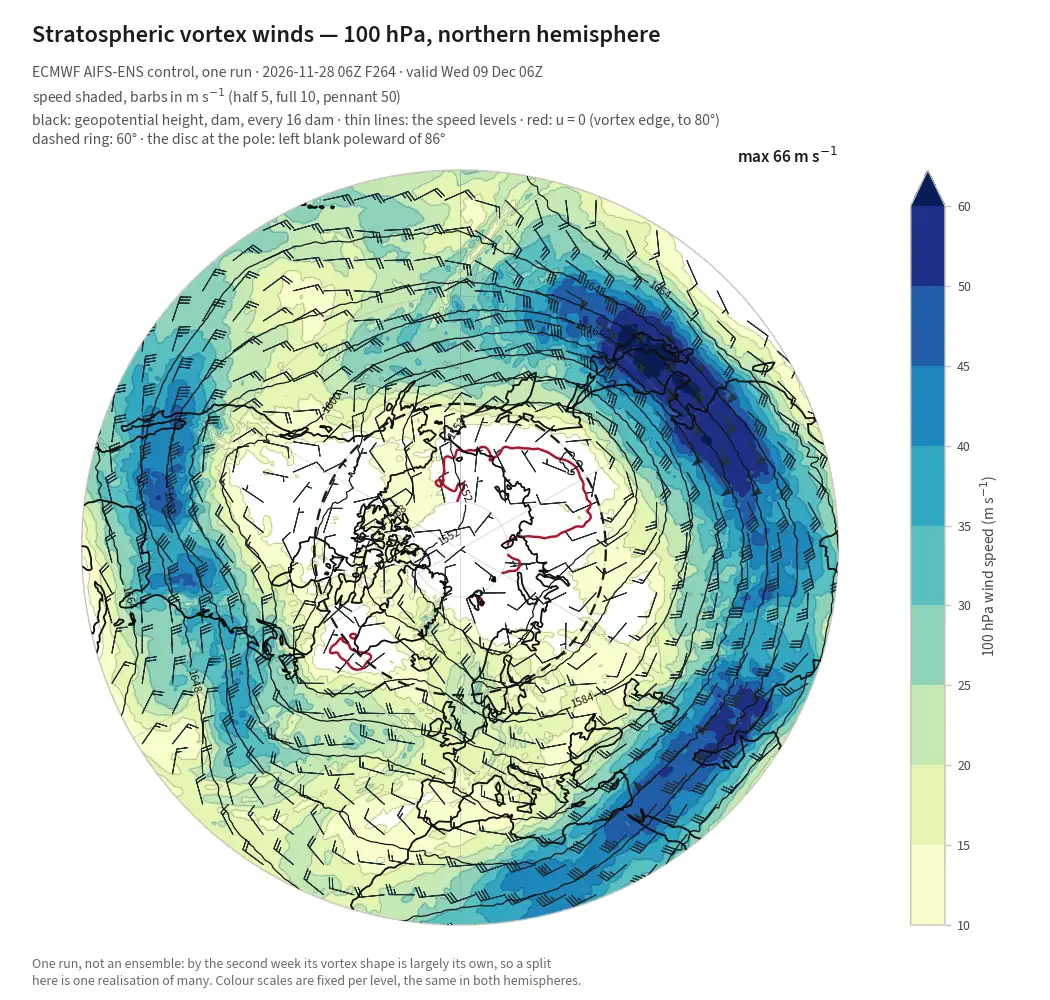 Stratospheric vortex winds — 100 hPa, northern hemisphere
ECMWF AIFS-ENS control, one run · 2026-11-28 06Z F264 · valid Wed 09 Dec 06Z
speed shaded, barbs in m s⁻¹ (half 5, full 10, pennant 50)
black: geopotential height, dam, every 16 dam · thin lines: the speed levels · red: u = 0 (vortex edge, to 80°)
dashed ring: 60° · the disc at the pole: left blank poleward of 86°
max 66 m s⁻¹
60
50
45
40
35
30
25
20
15
10
100 hPa wind speed (m s⁻¹)
1648
1664
1600
1552
1552
1584
1648
One run, not an ensemble: by the second week its vortex shape is largely its own, so a split
here is one realisation of many. Colour scales are fixed per level, the same in both hemispheres.